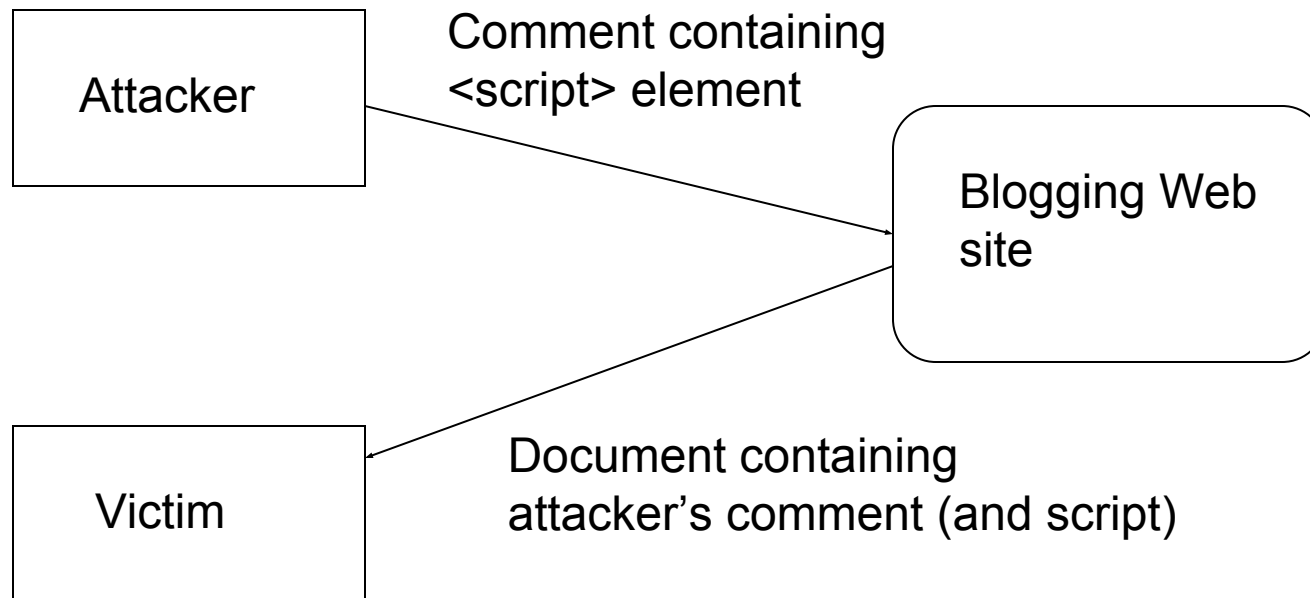 Attacker
Comment containing
<script> element
Blogging Web
site
Victim
Document containing
attacker’s comment (and script)